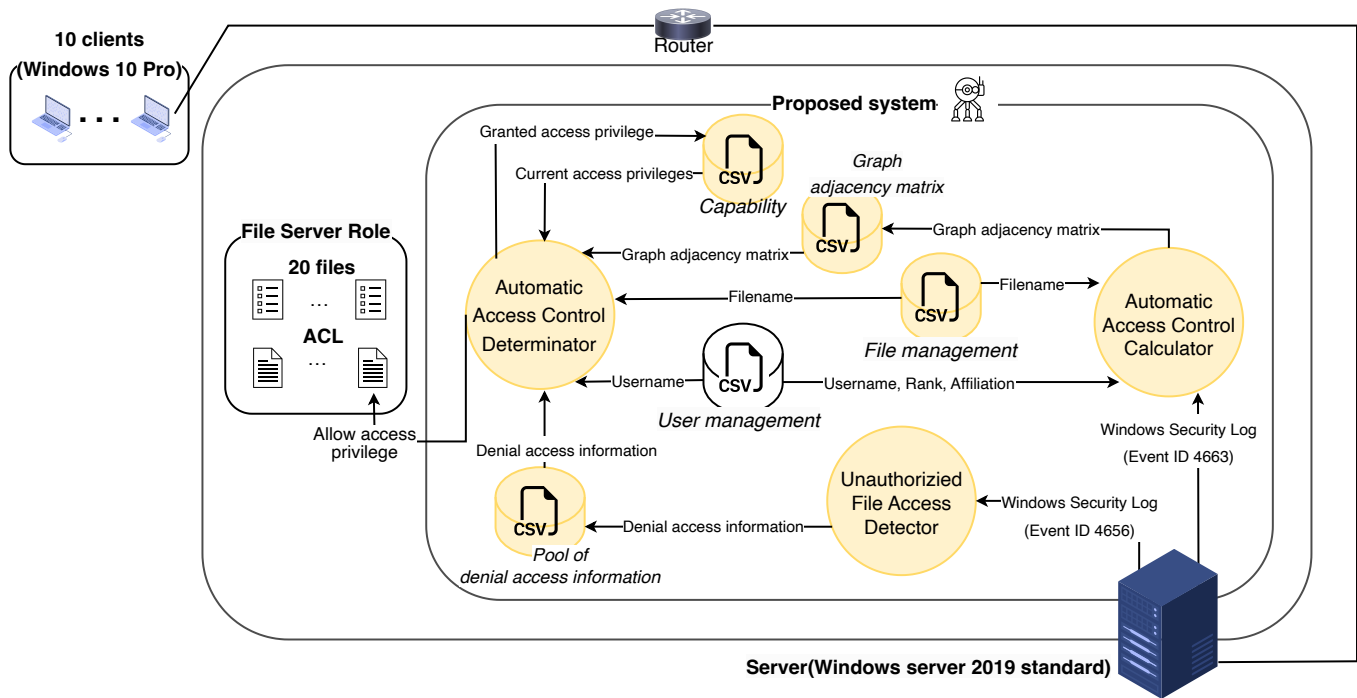 10 clients
(Windows 10 Pro)
Router
Proposed system
Granted access privilege
CSV
Current access privileges
Capability
Graph
adjacency matrix
CSV
Graph adjacency matrix
Graph adjacency matrix
File Server Role
20 files
...
ACL
...
Automatic
Access Control
Determinator
Filename
CSV
Filename
File management
Automatic
Access Control
Calculator
Username
CSV
Username, Rank, Affiliation
User management
Allow access
privilege
Denial access information
Windows Security Log
(Event ID 4663)
CSV
Pool of
denial access information
Denial access information
Unauthorizied
File Access
Detector
Windows Security Log
(Event ID 4656)
Server(Windows server 2019 standard)